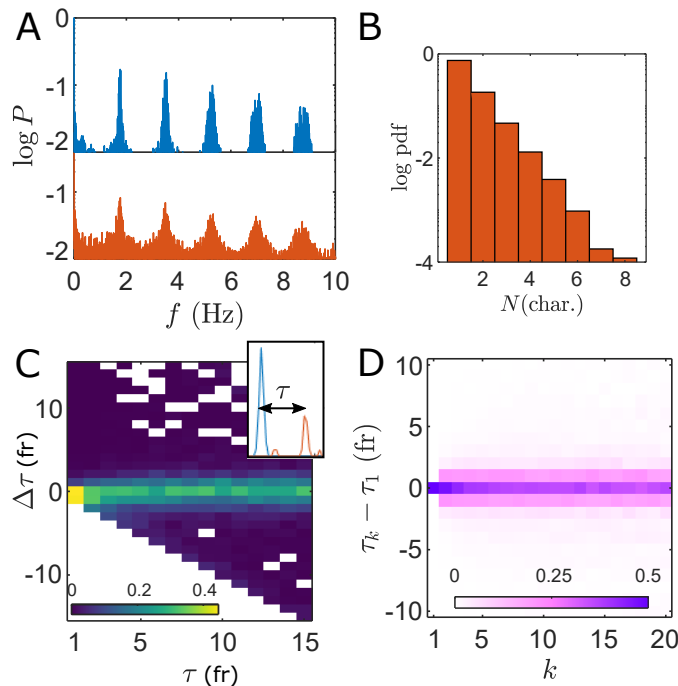 A
B
0
-1
-2
-1
-2
log P
0 2 4 6 8 10
f (Hz)
0
-2
-4
log pdf
2 4 6 8
N(char.)
C
D
10
0
-10
Δτ (fr)
τ
0 0.2 0.4
1 5 10 15
τ (fr)
10
5
0
-5
-10
τₖ − τ₁ (fr)
0 0.25 0.5
1 5 10 15 20
k